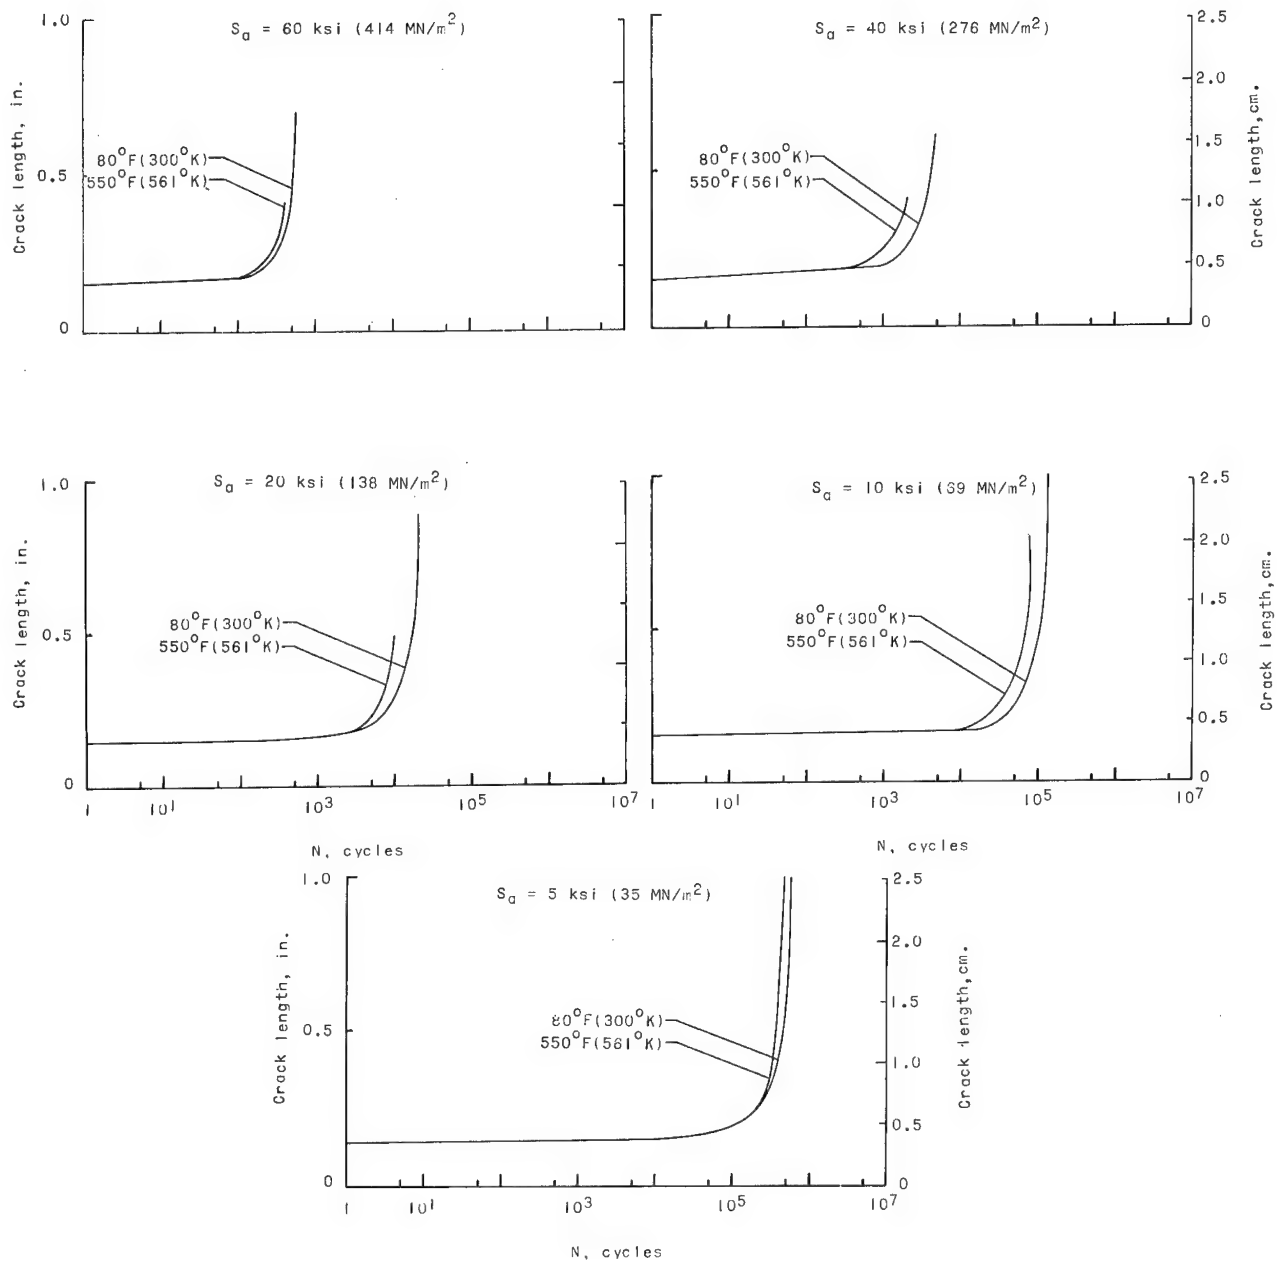 1.0
S_a = 60 ksi (414 MN/m²)
Crack length, in.
80°F(300°K)
550°F(561°K)
0.5
0
S_a = 40 ksi (276 MN/m²)
2.5
2.0
80°F(300°K)
550°F(561°K)
1.5
1.0
0.5
0
Crack length,cm.
1.0
S_a = 20 ksi (138 MN/m²)
Crack length, in.
80°F(300°K)
550°F(561°K)
0.5
0
1 10¹ 10³ 10⁵ 10⁷
N, cycles
S_a = 10 ksi (69 MN/m²)
2.5
2.0
80°F(300°K)
550°F(561°K)
1.5
1.0
0.5
0
Crack length,cm.
1 10¹ 10³ 10⁵ 10⁷
N, cycles
1.0
S_a = 5 ksi (35 MN/m²)
2.5
2.0
Crack length, in.
80°F(300°K)
550°F(561°K)
0.5
0
1.5
1.0
0.5
0
Crack length,cm.
1 10¹ 10³ 10⁵ 10⁷
N, cycles